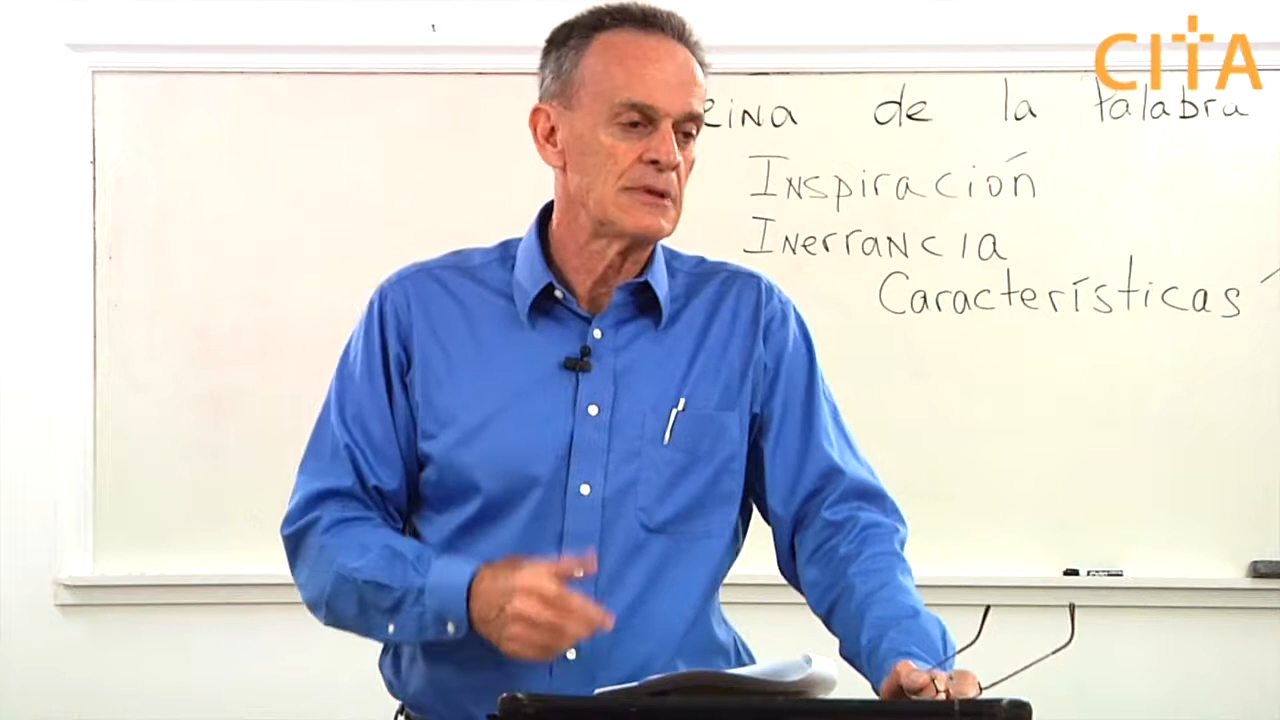 CITA
de la Palabra
Inspiración
Inerrancia
Características